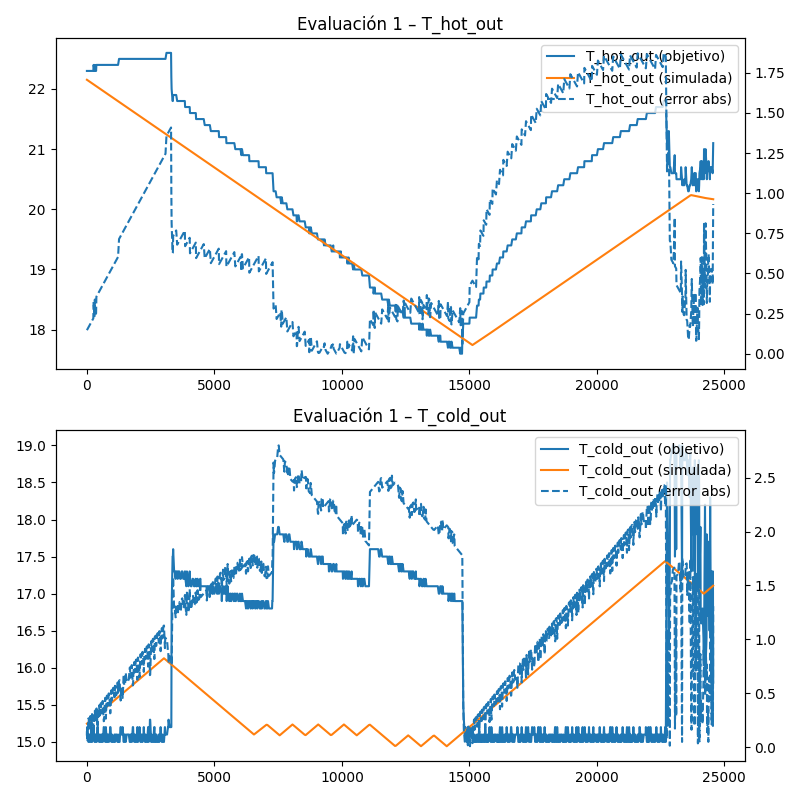 Evaluación 1 – T_hot_out
T_hot_out (objetivo)
T_hot_out (simulada)
T_hot_out (error abs)
22
21
20
19
18
1.75
1.50
1.25
1.00
0.75
0.50
0.25
0.00
0 5000 10000 15000 20000 25000
Evaluación 1 – T_cold_out
T_cold_out (objetivo)
T_cold_out (simulada)
T_cold_out (error abs)
19.0
18.5
18.0
17.5
17.0
16.5
16.0
15.5
15.0
2.5
2.0
1.5
1.0
0.5
0.0
0 5000 10000 15000 20000 25000